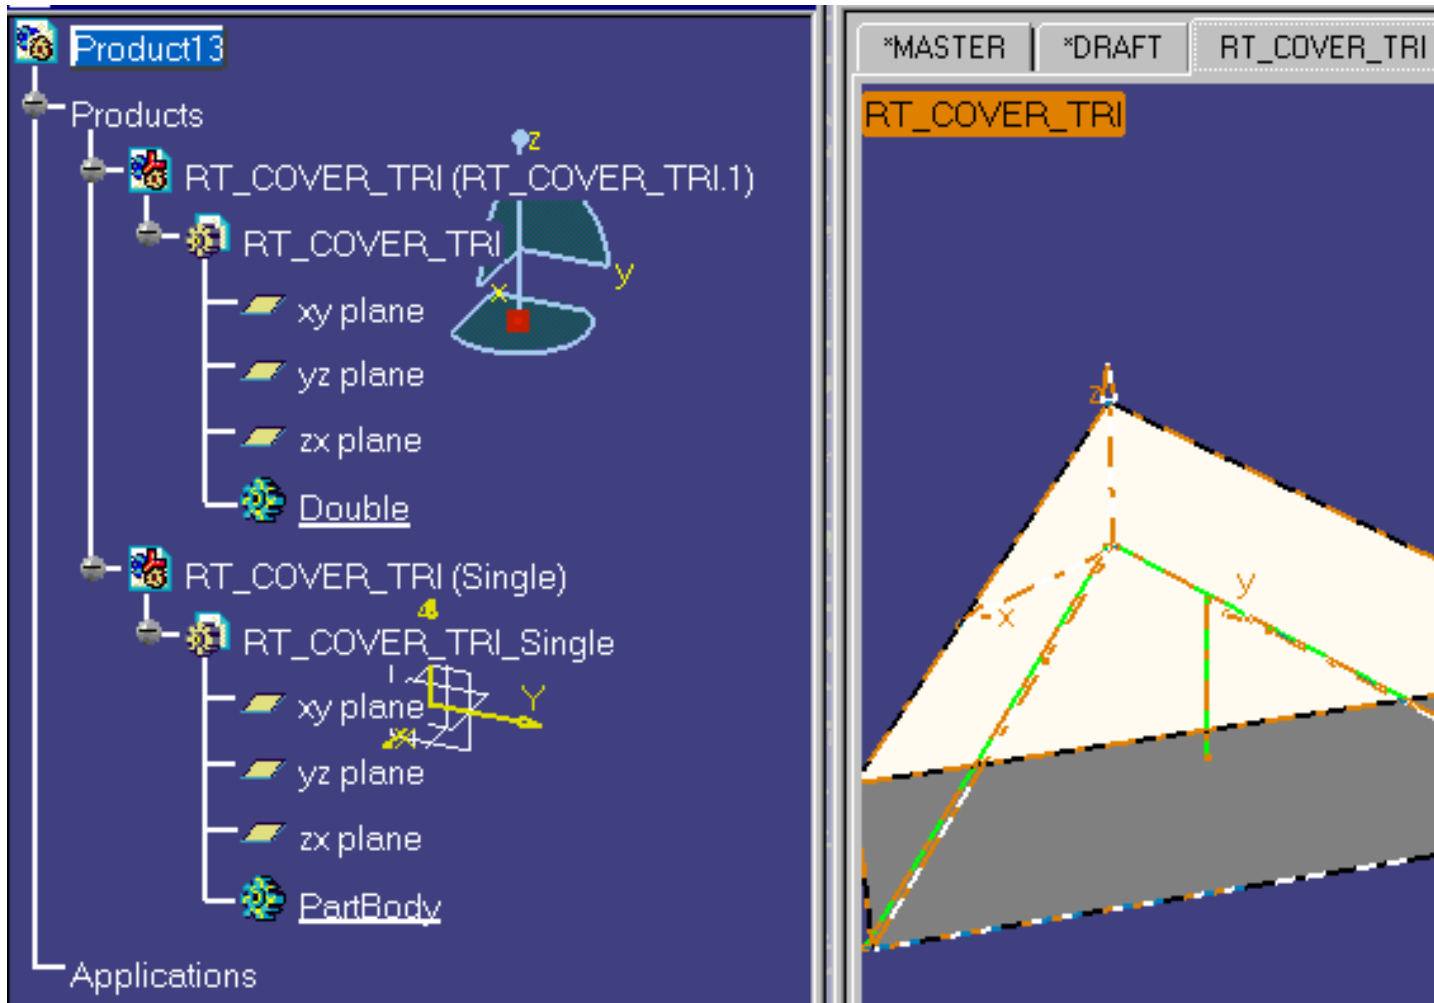 Product13
Products
RT_COVER_TRI (RT_COVER_TRI.1)
RT_COVER_TRI
xy plane
yz plane
zx plane
Double
RT_COVER_TRI (Single)
RT_COVER_TRI_Single
xy plane
yz plane
zx plane
PartBody
Applications
z
y
x
Y
*MASTER
*DRAFT
RT_COVER_TRI
RT_COVER_TRI
z
y
x